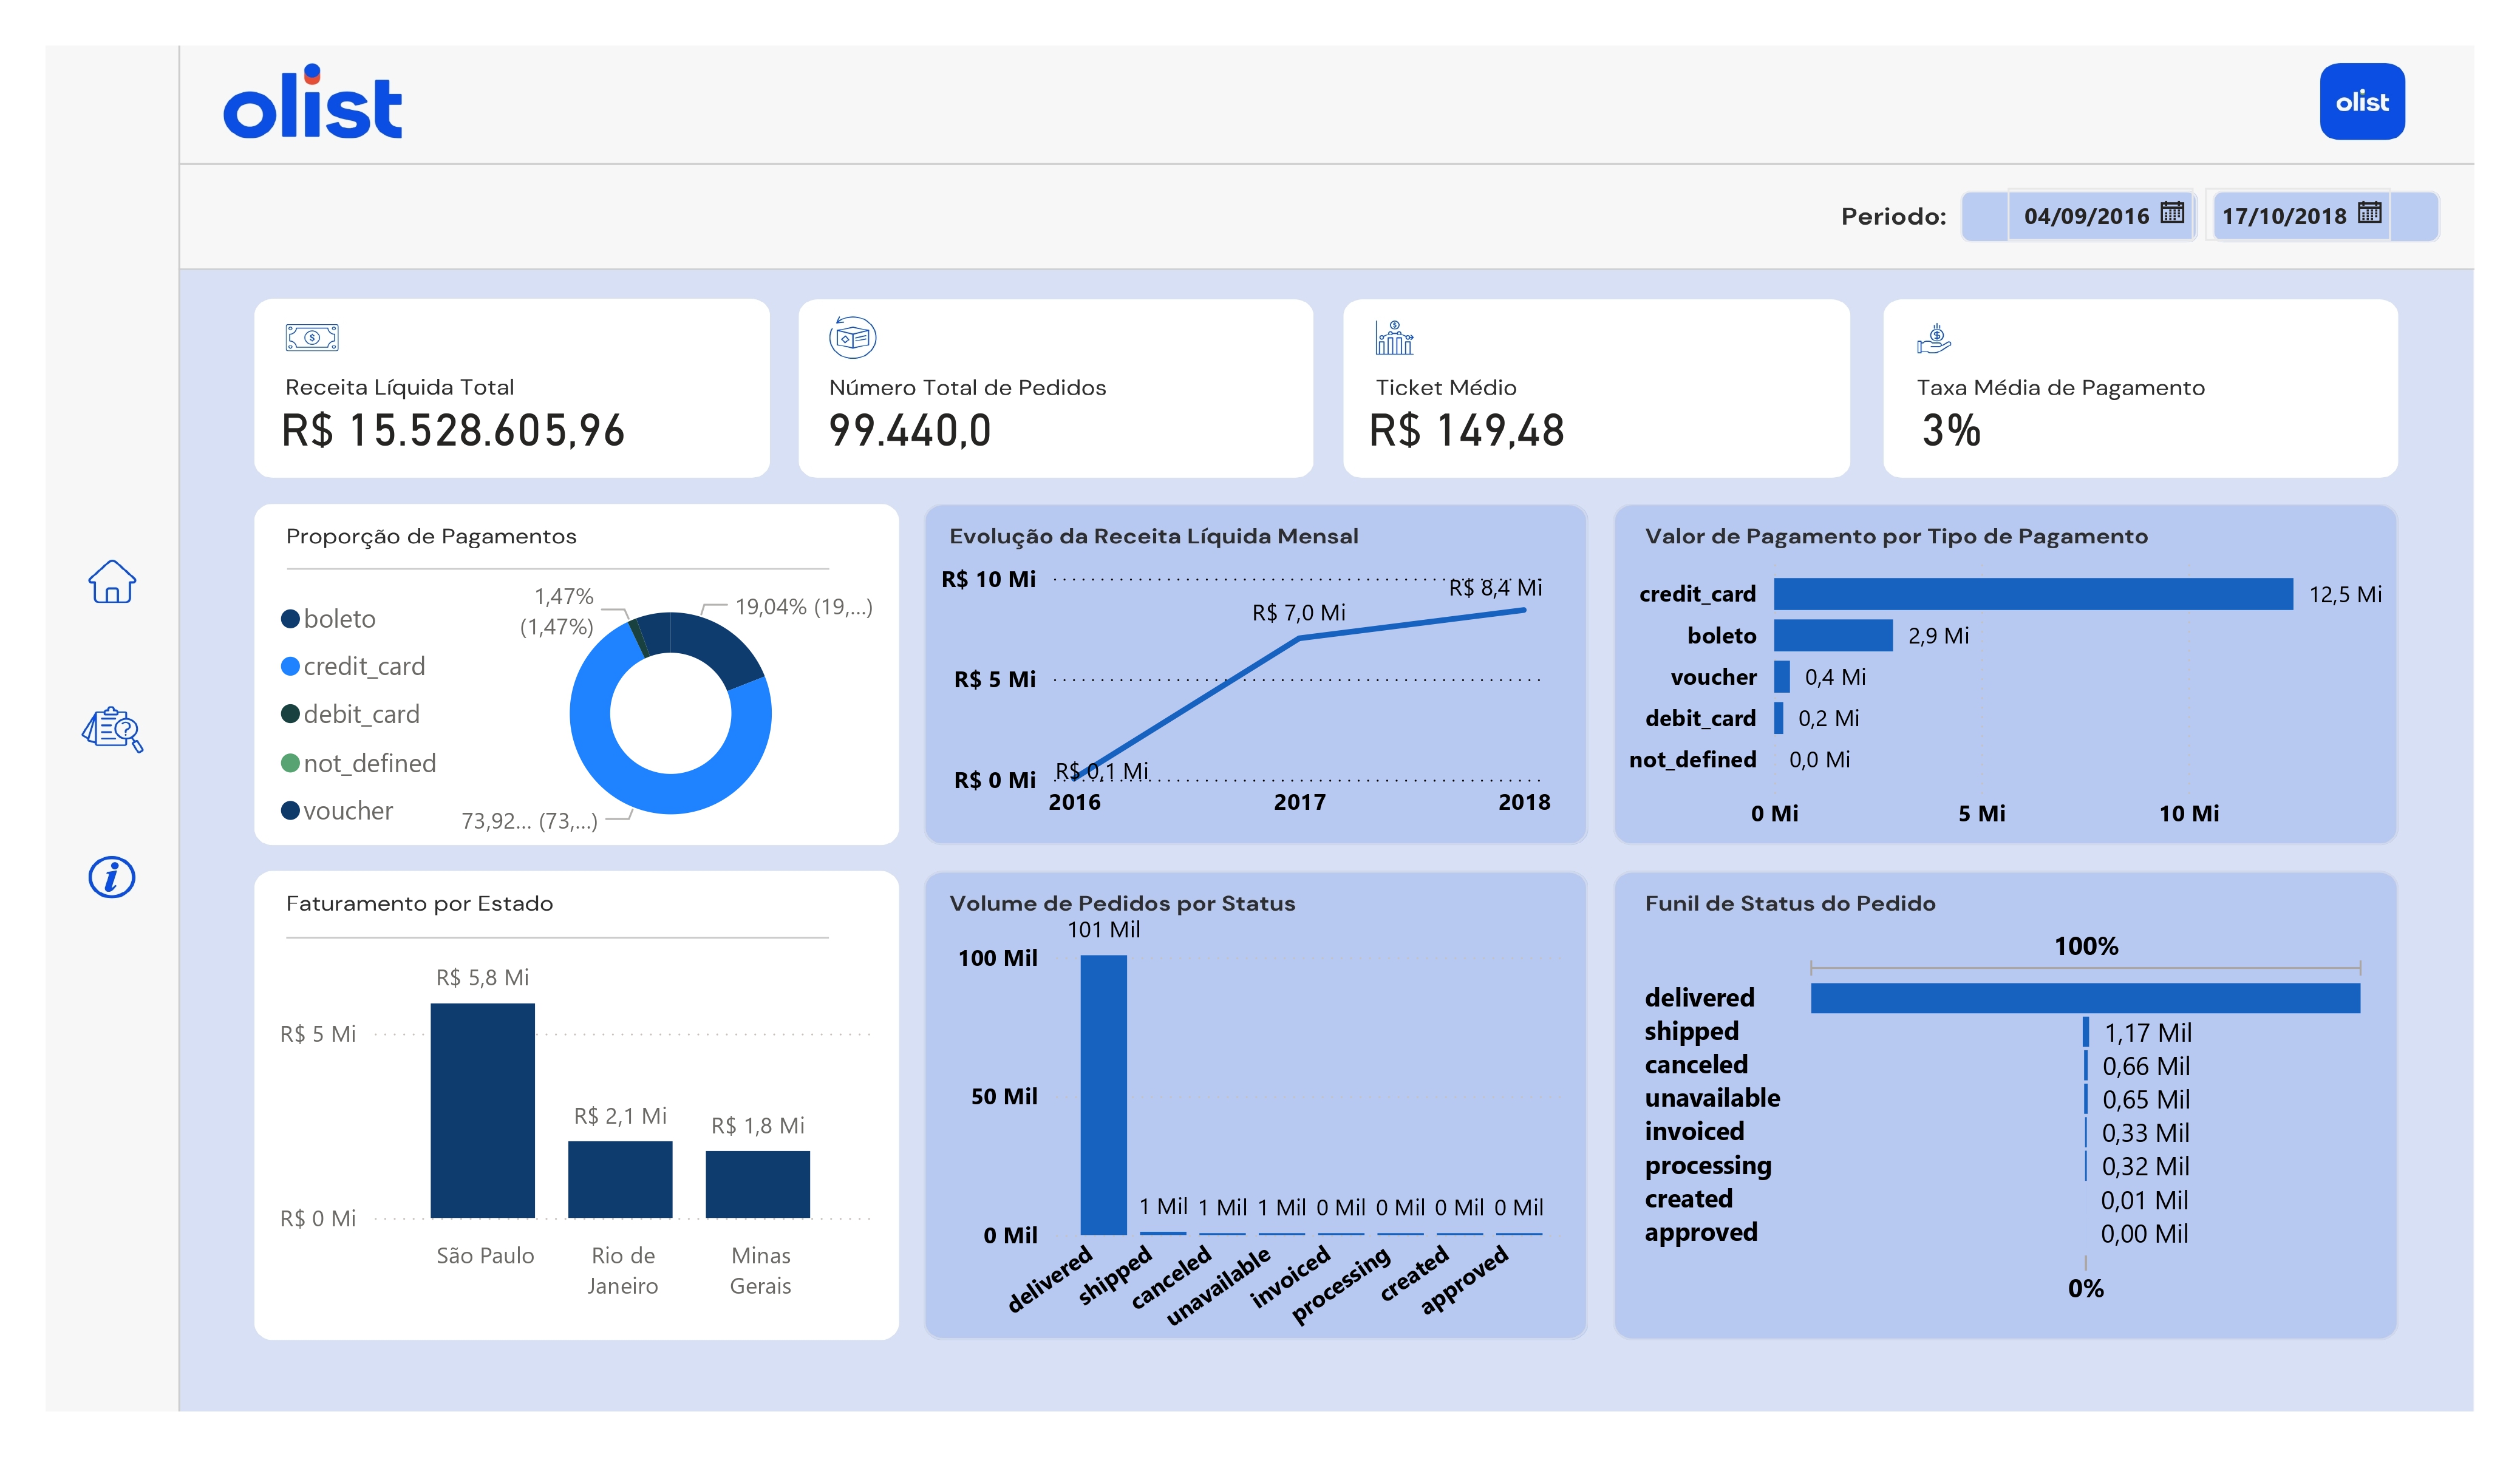 olist
olist
Periodo:
04/09/2016
17/10/2018
Receita Líquida Total
R$ 15.528.605,96
Número Total de Pedidos
99.440,0
Ticket Médio
R$ 149,48
Taxa Média de Pagamento
3%
Proporção de Pagamentos
boleto
credit_card
debit_card
not_defined
voucher
1,47%
(1,47%)
19,04% (19,...)
73,92... (73,...)
Evolução da Receita Líquida Mensal
R$ 10 Mi
R$ 5 Mi
R$ 0 Mi
R$ 0,1 Mi
R$ 7,0 Mi
R$ 8,4 Mi
2016
2017
2018
Valor de Pagamento por Tipo de Pagamento
credit_card
12,5 Mi
boleto
2,9 Mi
voucher
0,4 Mi
debit_card
0,2 Mi
not_defined
0,0 Mi
0 Mi
5 Mi
10 Mi
Faturamento por Estado
R$ 5 Mi
R$ 0 Mi
R$ 5,8 Mi
R$ 2,1 Mi
R$ 1,8 Mi
São Paulo
Rio de
Janeiro
Minas
Gerais
Volume de Pedidos por Status
100 Mil
50 Mil
0 Mil
101 Mil
1 Mil
1 Mil
1 Mil
0 Mil
0 Mil
0 Mil
0 Mil
delivered
shipped
canceled
unavailable
invoiced
processing
created
approved
Funil de Status do Pedido
100%
delivered
shipped
1,17 Mil
canceled
0,66 Mil
unavailable
0,65 Mil
invoiced
0,33 Mil
processing
0,32 Mil
created
0,01 Mil
approved
0,00 Mil
0%